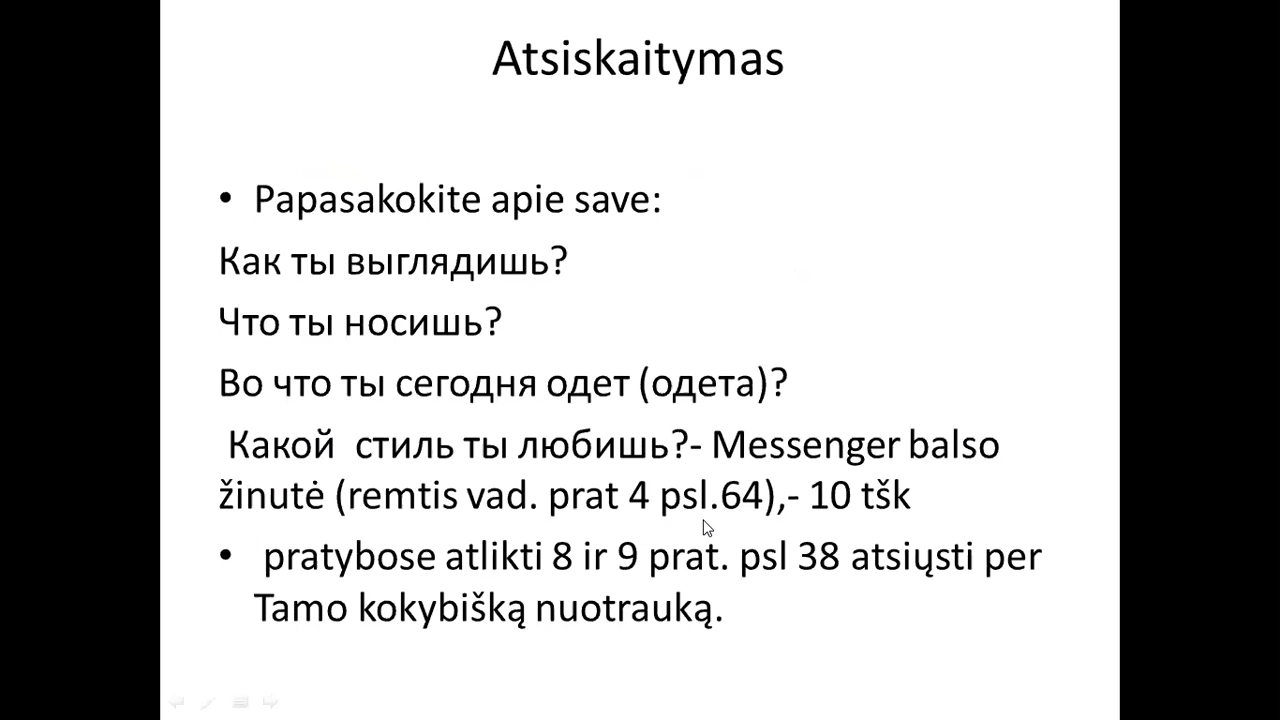 Atsiskaitymas
• Papasakokite apie save:
Как ты выглядишь?
Что ты носишь?
Во что ты сегодня одет (одета)?
Какой стиль ты любишь?- Messenger balso
žinutė (remtis vad. prat 4 psl.64),- 10 tšk
• pratybose atlikti 8 ir 9 prat. psl 38 atsiųsti per
Tamo kokybišką nuotrauką.